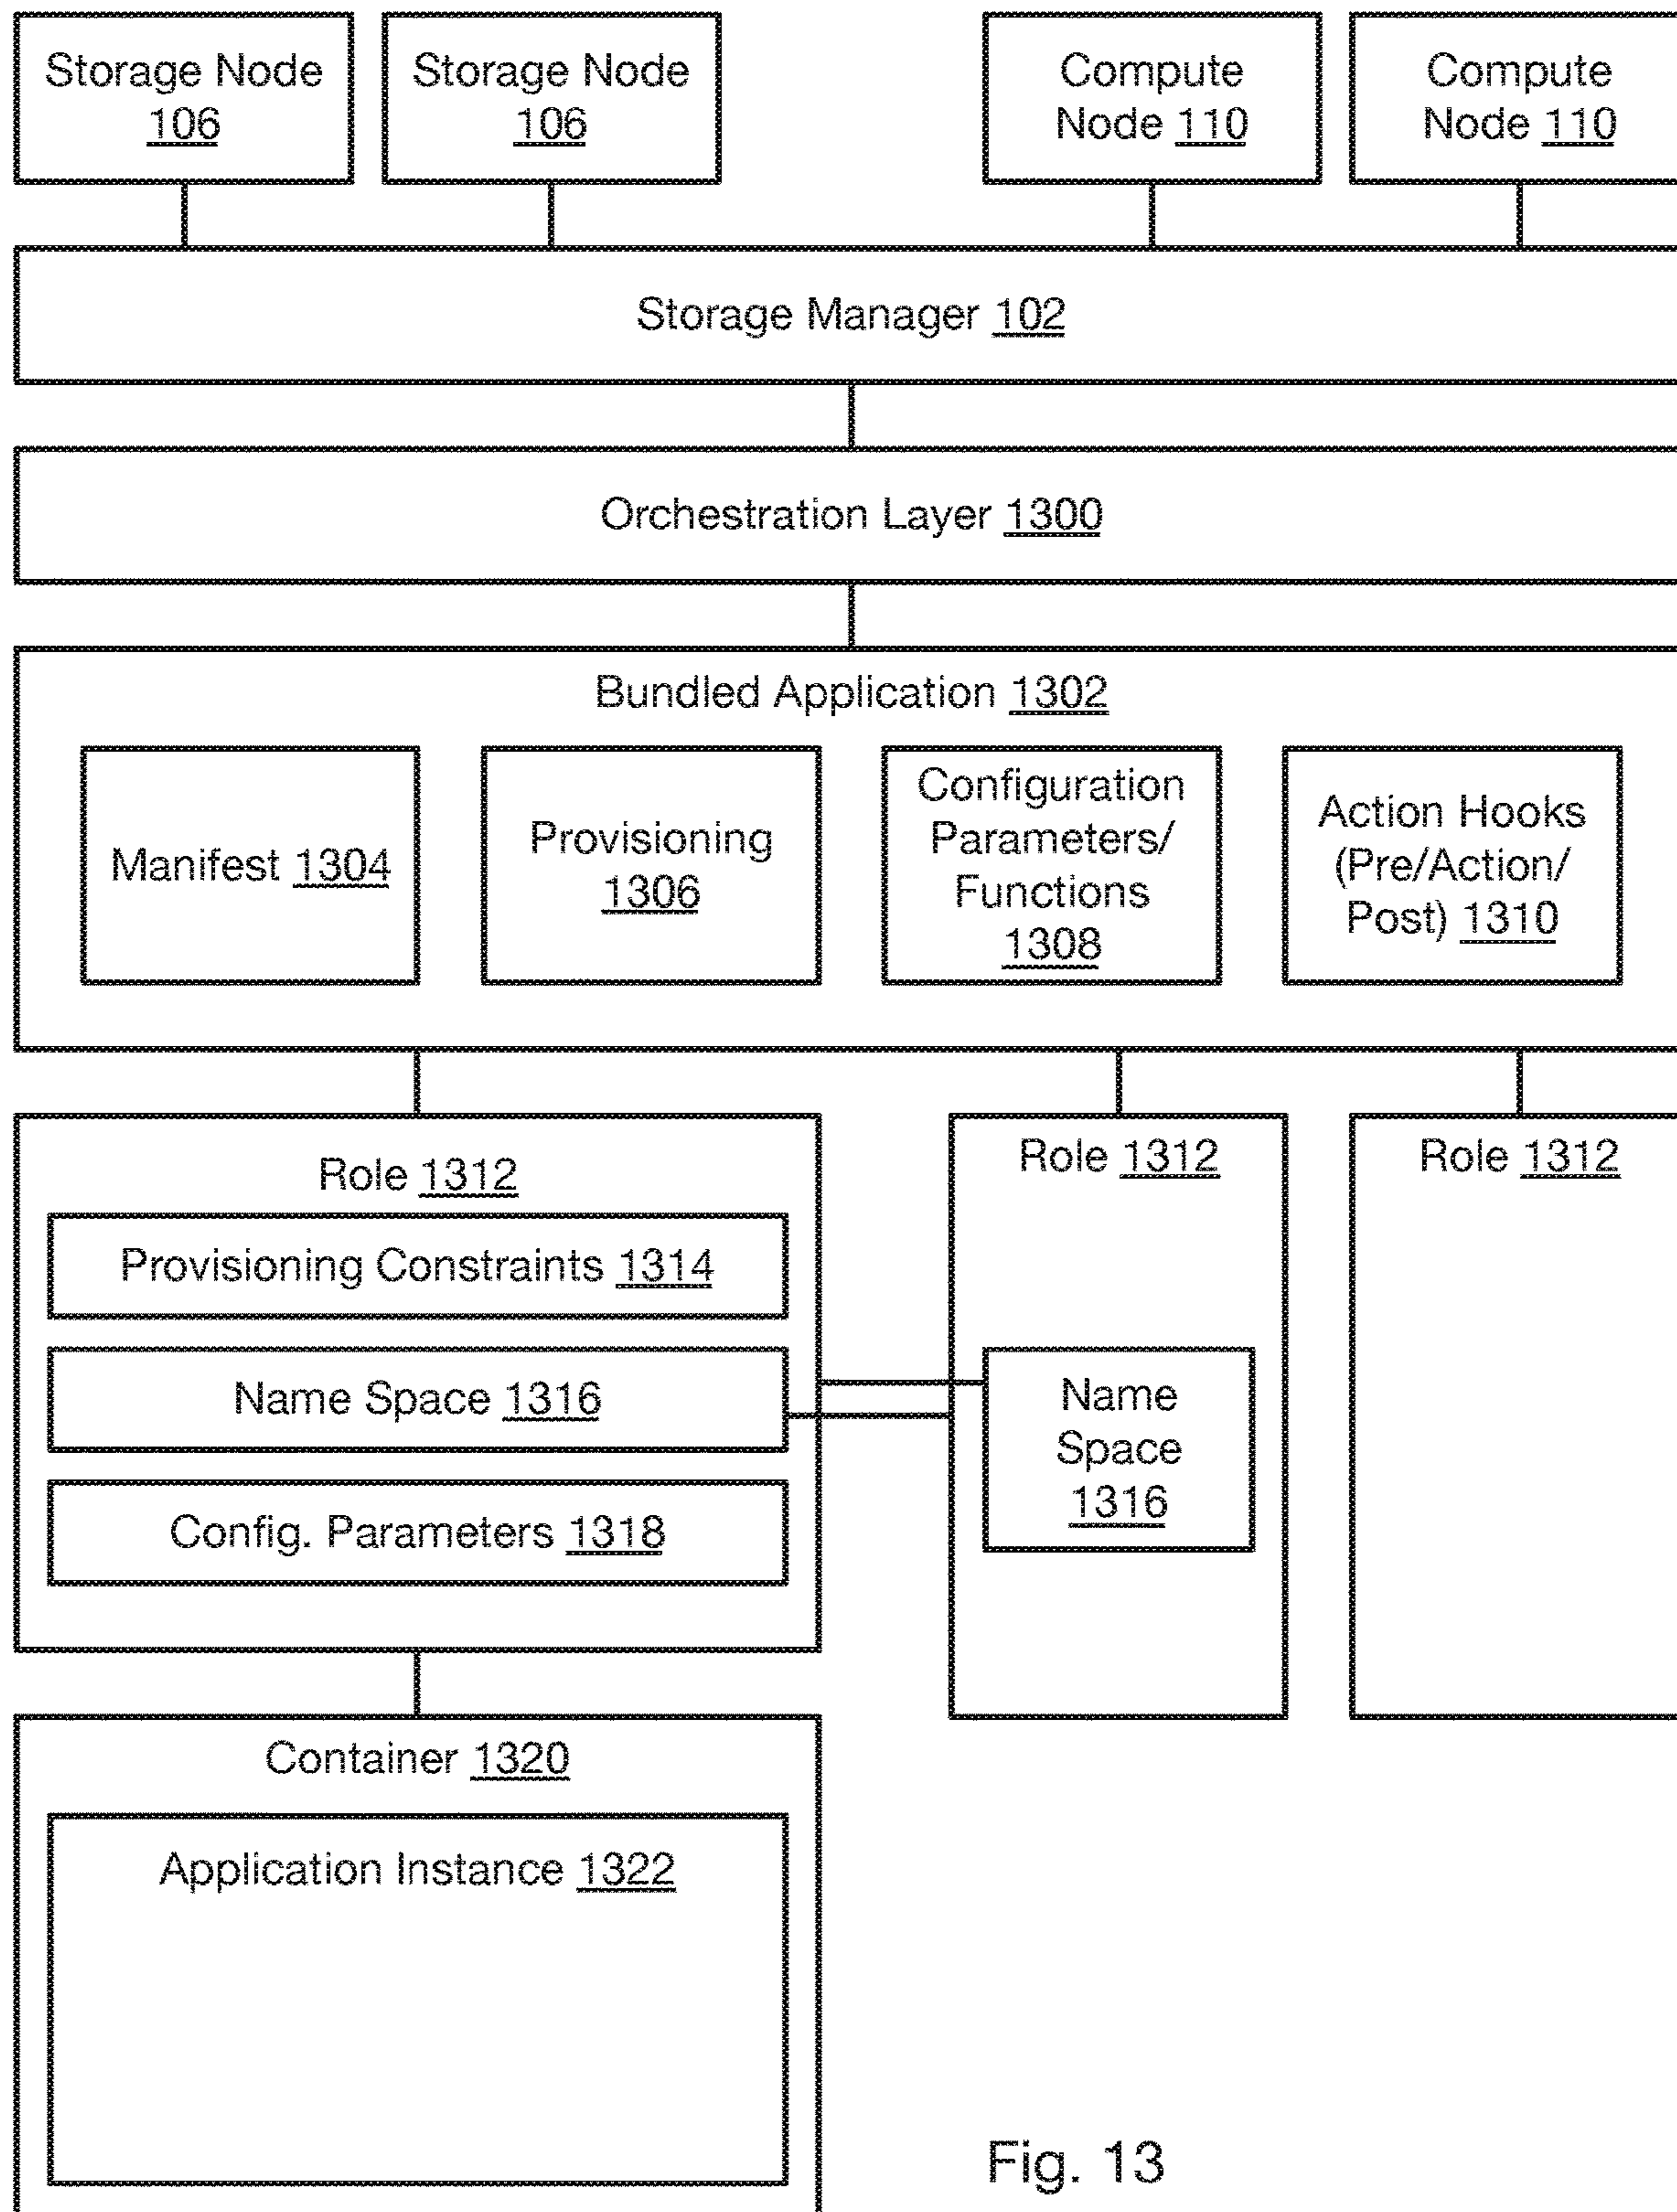 Storage Node
106
Storage Node
106
Compute
Node 110
Compute
Node 110
Storage Manager 102
Orchestration Layer 1300
Bundled Application 1302
Manifest 1304
Provisioning
1306
Configuration
Parameters/
Functions
1308
Action Hooks
(Pre/Action/
Post) 1310
Role 1312
Provisioning Constraints 1314
Name Space 1316
Config. Parameters 1318
Role 1312
Name
Space
1316
Role 1312
Container 1320
Application Instance 1322
Fig. 13